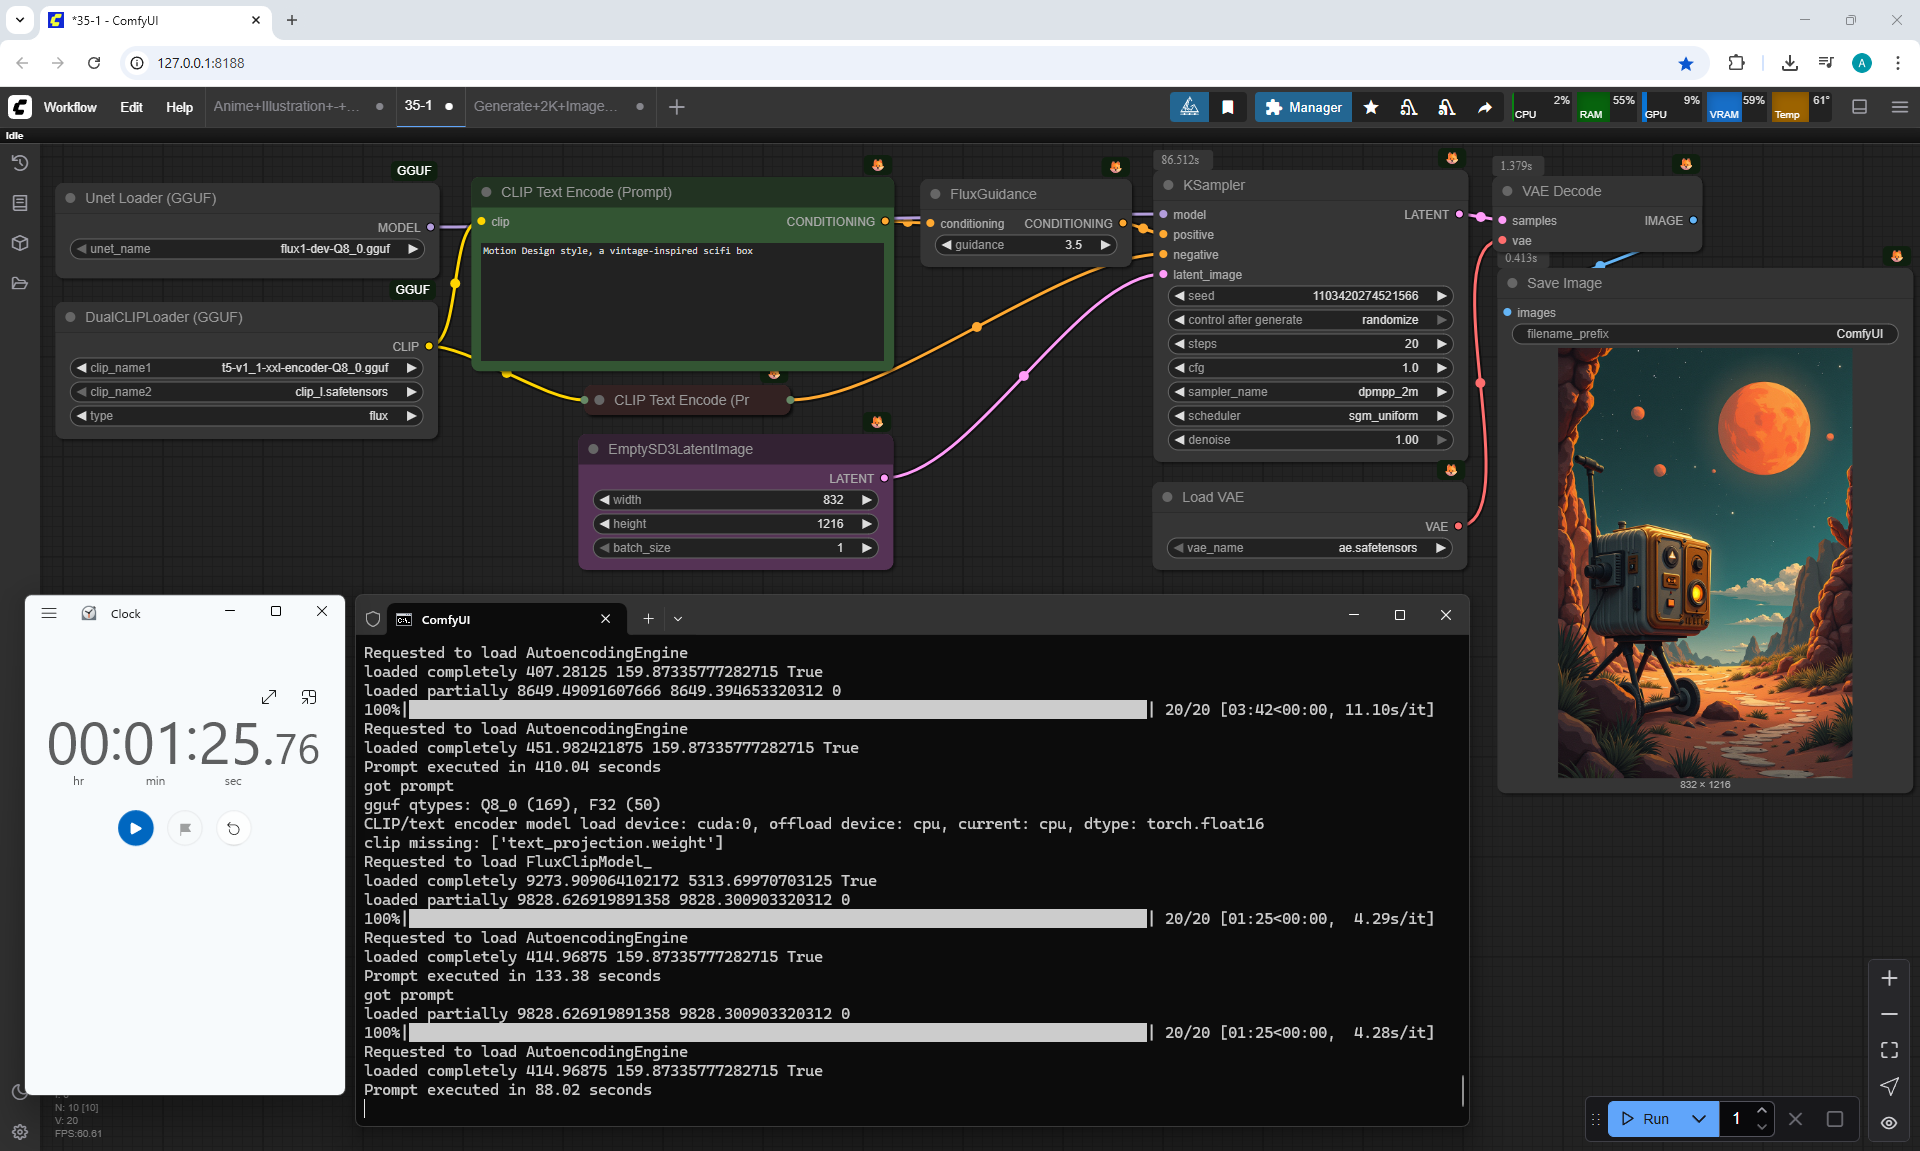 *35-1 - ComfyUI
127.0.0.1:8188
Workflow Edit Help Anime+Illustration+-+... 35-1 Generate+2K+Image...
Manager
CPU 2% RAM 55% GPU 9% VRAM 59% Temp 61°
Idle
GGUF
Unet Loader (GGUF)
MODEL
unet_name flux1-dev-Q8_0.gguf
GGUF
DualCLIPLoader (GGUF)
CLIP
clip_name1 t5-v1_1-xxl-encoder-Q8_0.gguf
clip_name2 clip_l.safetensors
type flux
CLIP Text Encode (Prompt)
clip CONDITIONING
Motion Design style, a vintage-inspired scifi box
CLIP Text Encode (Pr
EmptySD3LatentImage
LATENT
width 832
height 1216
batch_size 1
FluxGuidance
conditioning CONDITIONING
guidance 3.5
86.512s
KSampler
model LATENT
positive
negative
latent_image
seed 1103420274521566
control after generate randomize
steps 20
cfg 1.0
sampler_name dpmpp_2m
scheduler sgm_uniform
denoise 1.00
Load VAE
VAE
vae_name ae.safetensors
1.379s
VAE Decode
samples IMAGE
vae
0.413s
Save Image
images
filename_prefix ComfyUI
832 × 1216
Clock
00:01:25.76
hr min sec
ComfyUI
Requested to load AutoencodingEngine
loaded completely 407.28125 159.87335777282715 True
loaded partially 8649.49091607666 8649.394653320312 0
100%| | 20/20 [03:42<00:00, 11.10s/it]
Requested to load AutoencodingEngine
loaded completely 451.982421875 159.87335777282715 True
Prompt executed in 410.04 seconds
got prompt
gguf qtypes: Q8_0 (169), F32 (50)
CLIP/text encoder model load device: cuda:0, offload device: cpu, current: cpu, dtype: torch.float16
clip missing: ['text_projection.weight']
Requested to load FluxClipModel_
loaded completely 9273.909064102172 5313.69970703125 True
loaded partially 9828.626919891358 9828.300903320312 0
100%| | 20/20 [01:25<00:00, 4.29s/it]
Requested to load AutoencodingEngine
loaded completely 414.96875 159.87335777282715 True
Prompt executed in 133.38 seconds
got prompt
loaded partially 9828.626919891358 9828.300903320312 0
100%| | 20/20 [01:25<00:00, 4.28s/it]
Requested to load AutoencodingEngine
loaded completely 414.96875 159.87335777282715 True
Prompt executed in 88.02 seconds
N: 10 [10]
V: 20
FPS:60.61
Run 1